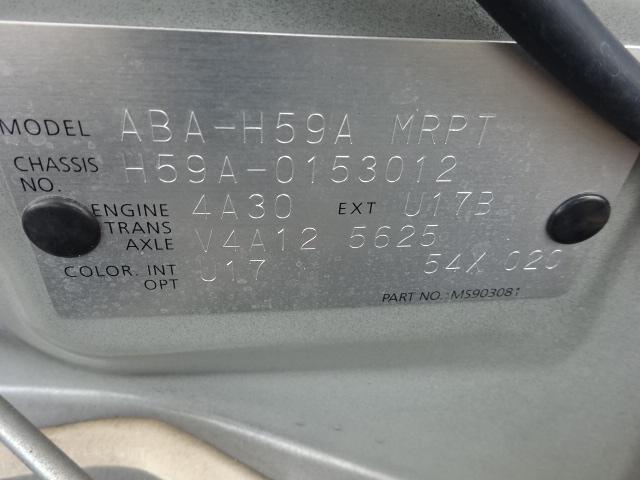 MODEL ABA-H59A MRPT
CHASSIS NO. H59A-0153012
ENGINE 4A30 EXT U17B
TRANS AXLE V4A12 5625
COLOR. INT OPT U17 54X 02C
PART NO.: MS903081